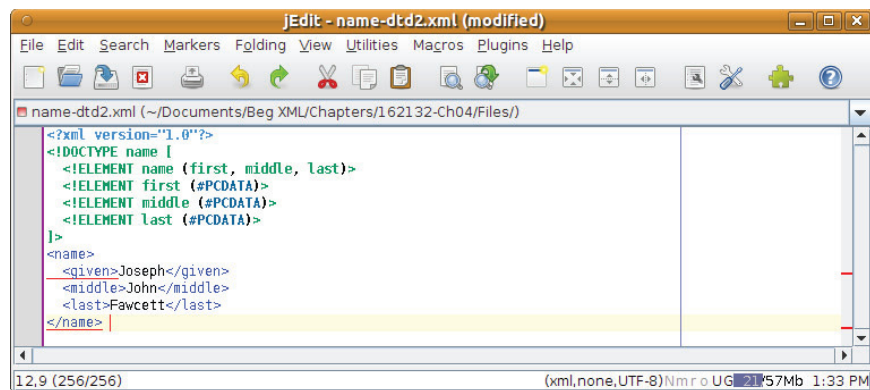 jEdit - name-dtd2.xml (modified)
File Edit Search Markers Folding View Utilities Macros Plugins Help
name-dtd2.xml (~/Documents/Beg XML/Chapters/162132-Ch04/Files/)
<?xml version="1.0"?>
<!DOCTYPE name [
<!ELEMENT name (first, middle, last)>
<!ELEMENT first (#PCDATA)>
<!ELEMENT middle (#PCDATA)>
<!ELEMENT last (#PCDATA)>
]>
<name>
<given>Joseph</given>
<middle>John</middle>
<last>Fawcett</last>
</name>
12,9 (256/256) (xml,none,UTF-8) N m r o U G 21/57Mb 1:33 PM